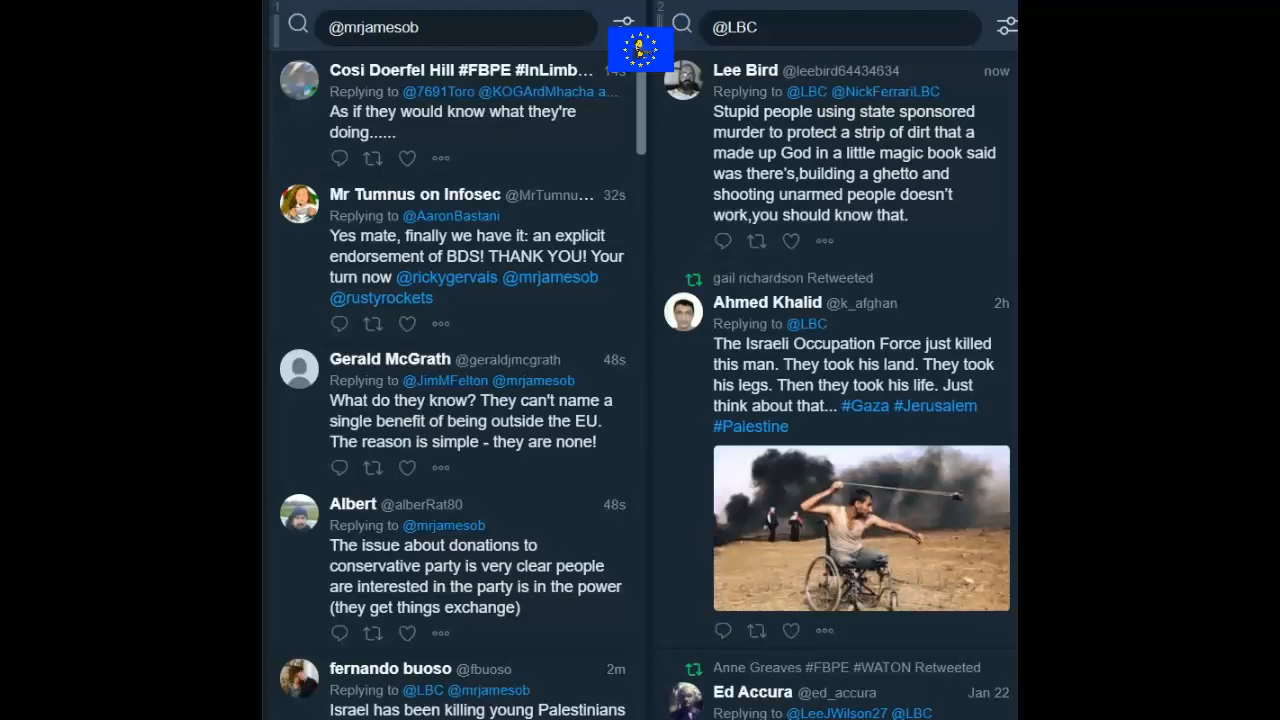 1
@mrjamesob
Cosi Doerfel Hill #FBPE #InLimb...
Replying to @7691Toro @KOGArdMhacha a...
As if they would know what they're
doing......
Mr Tumnus on Infosec @MrTumnu... 32s
Replying to @AaronBastani
Yes mate, finally we have it: an explicit
endorsement of BDS! THANK YOU! Your
turn now @rickygervais @mrjamesob
@rustyrockets
Gerald McGrath @geraldjmcgrath 48s
Replying to @JimMFelton @mrjamesob
What do they know? They can't name a
single benefit of being outside the EU.
The reason is simple - they are none!
Albert @alberRat80 48s
Replying to @mrjamesob
The issue about donations to
conservative party is very clear people
are interested in the party is in the power
(they get things exchange)
fernando buoso @fbuoso 2m
Replying to @LBC @mrjamesob
Israel has been killing young Palestinians
2
@LBC
Lee Bird @leebird64434634 now
Replying to @LBC @NickFerrariLBC
Stupid people using state sponsored
murder to protect a strip of dirt that a
made up God in a little magic book said
was there's,building a ghetto and
shooting unarmed people doesn't
work,you should know that.
gail richardson Retweeted
Ahmed Khalid @k_afghan 2h
Replying to @LBC
The Israeli Occupation Force just killed
this man. They took his land. They took
his legs. Then they took his life. Just
think about that... #Gaza #Jerusalem
#Palestine
Anne Greaves #FBPE #WATON Retweeted
Ed Accura @ed_accura Jan 22
Replying to @LeeJWilson27 @LBC